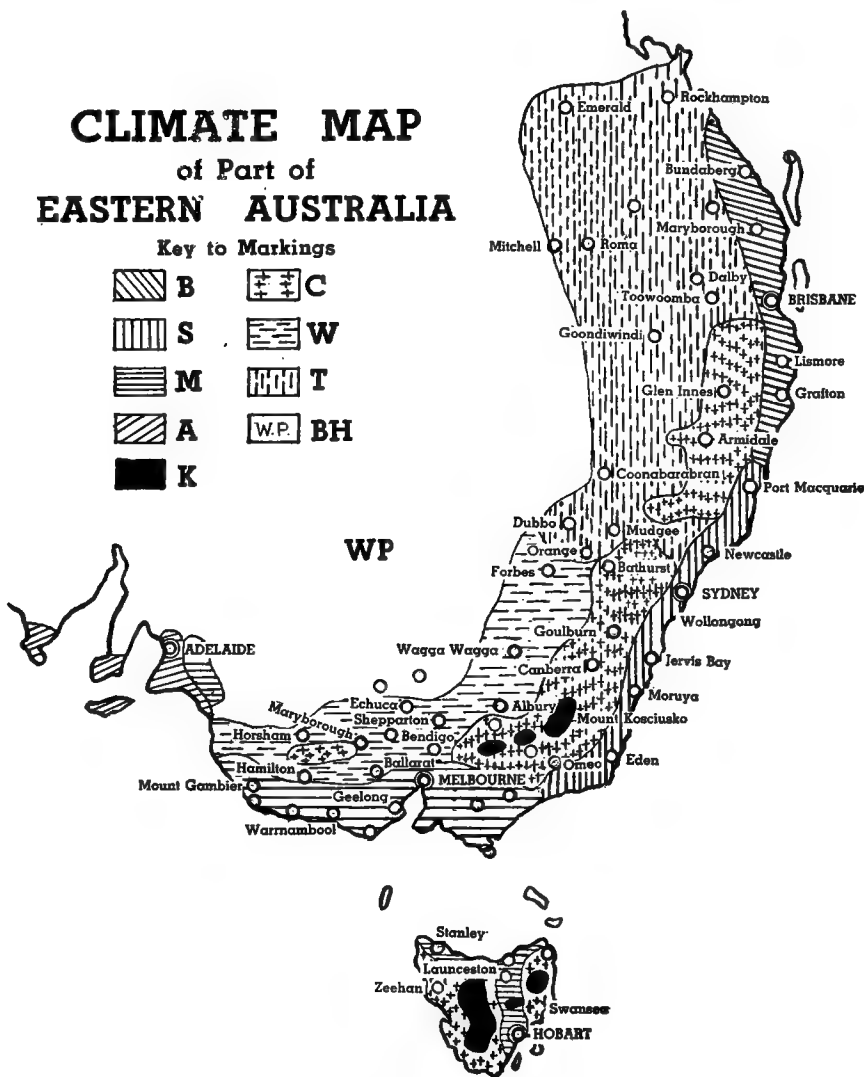 CLIMATE MAP
of Part of
EASTERN AUSTRALIA
Key to Markings
B
C
S
W
M
T
A
W.P. BH
K
WP
Emerald
Rockhampton
Bundaberg
Maryborough
Mitchell
Roma
Dalby
Toowoomba
BRISBANE
Goondiwindi
Lismore
Glen Innes
Grafton
Armidale
Coonabarabran
Port Macquarie
Dubbo
Mudgee
Orange
Newcastle
Forbes
Bathurst
SYDNEY
Wollongong
Goulburn
ADELAIDE
Wagga Wagga
Canberra
Jervis Bay
Moruya
Echuca
Albury
Maryborough
Shepparton
Mount Kosciusko
Horsham
Bendigo
Eden
Omeo
Hamilton
Ballarat
MELBOURNE
Mount Gambier
Geelong
Warrnambool
Stanley
Launceston
Zeehan
Swansea
HOBART